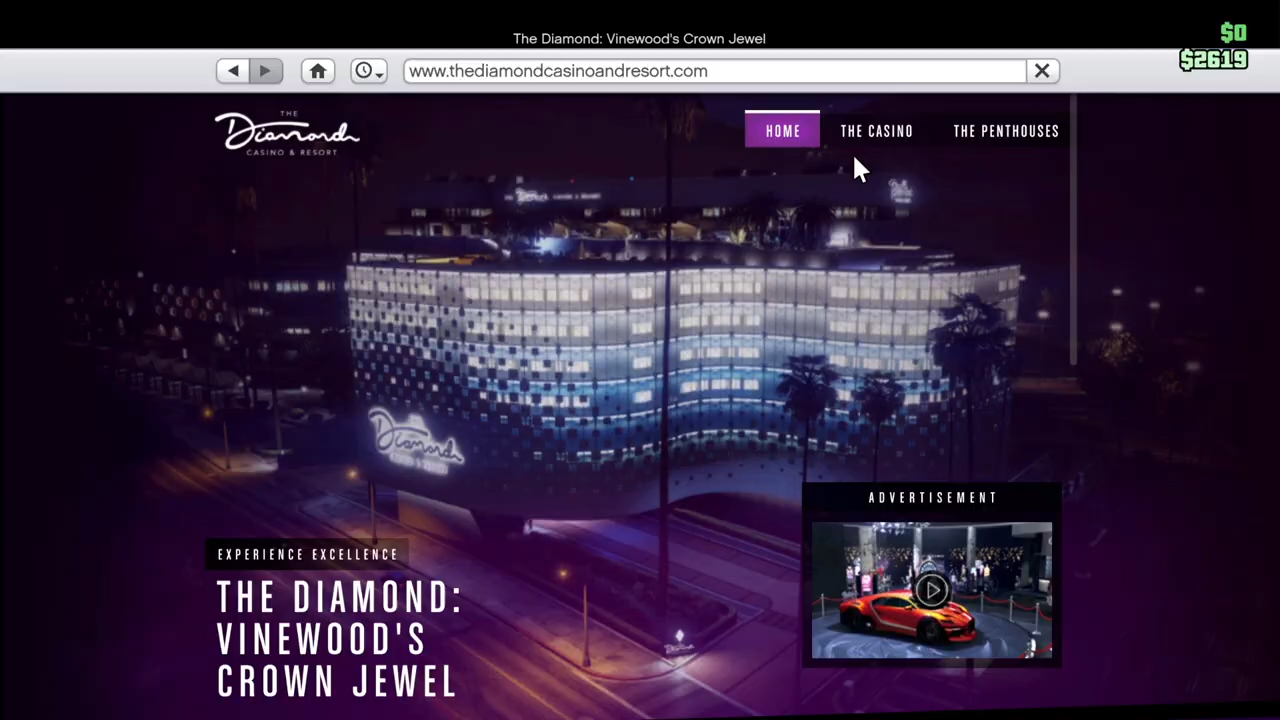 The Diamond: Vinewood's Crown Jewel
$0
$2619
www.thediamondcasinoandresort.com
THE
Diamond
CASINO & RESORT
HOME
THE CASINO
THE PENTHOUSES
Diamond
ADVERTISEMENT
EXPERIENCE EXCELLENCE
THE DIAMOND:
VINEWOOD'S
CROWN JEWEL